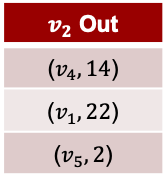 v₂ Out
(v₄, 14)
(v₁, 22)
(v₅, 2)